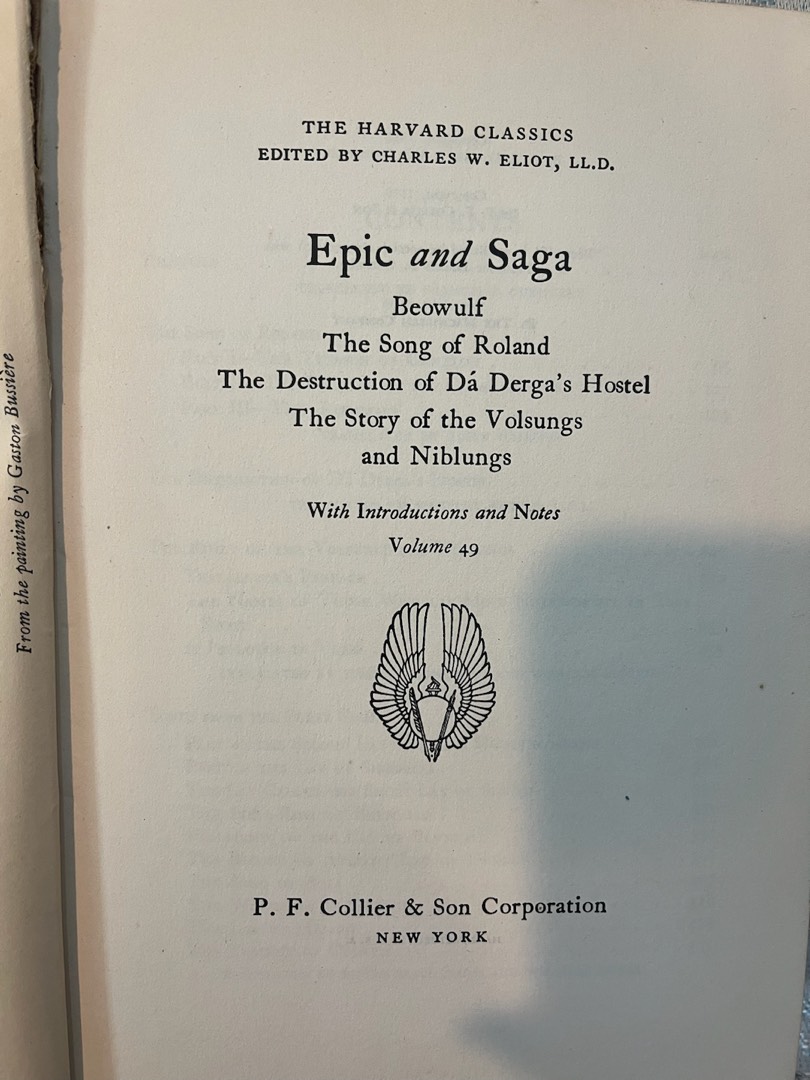 THE HARVARD CLASSICS
EDITED BY CHARLES W. ELIOT, LL.D.
Epic and Saga
Beowulf
The Song of Roland
The Destruction of Dá Derga's Hostel
The Story of the Volsungs
and Niblungs
With Introductions and Notes
Volume 49
P. F. Collier & Son Corporation
NEW YORK
From the painting by Gaston Bussière